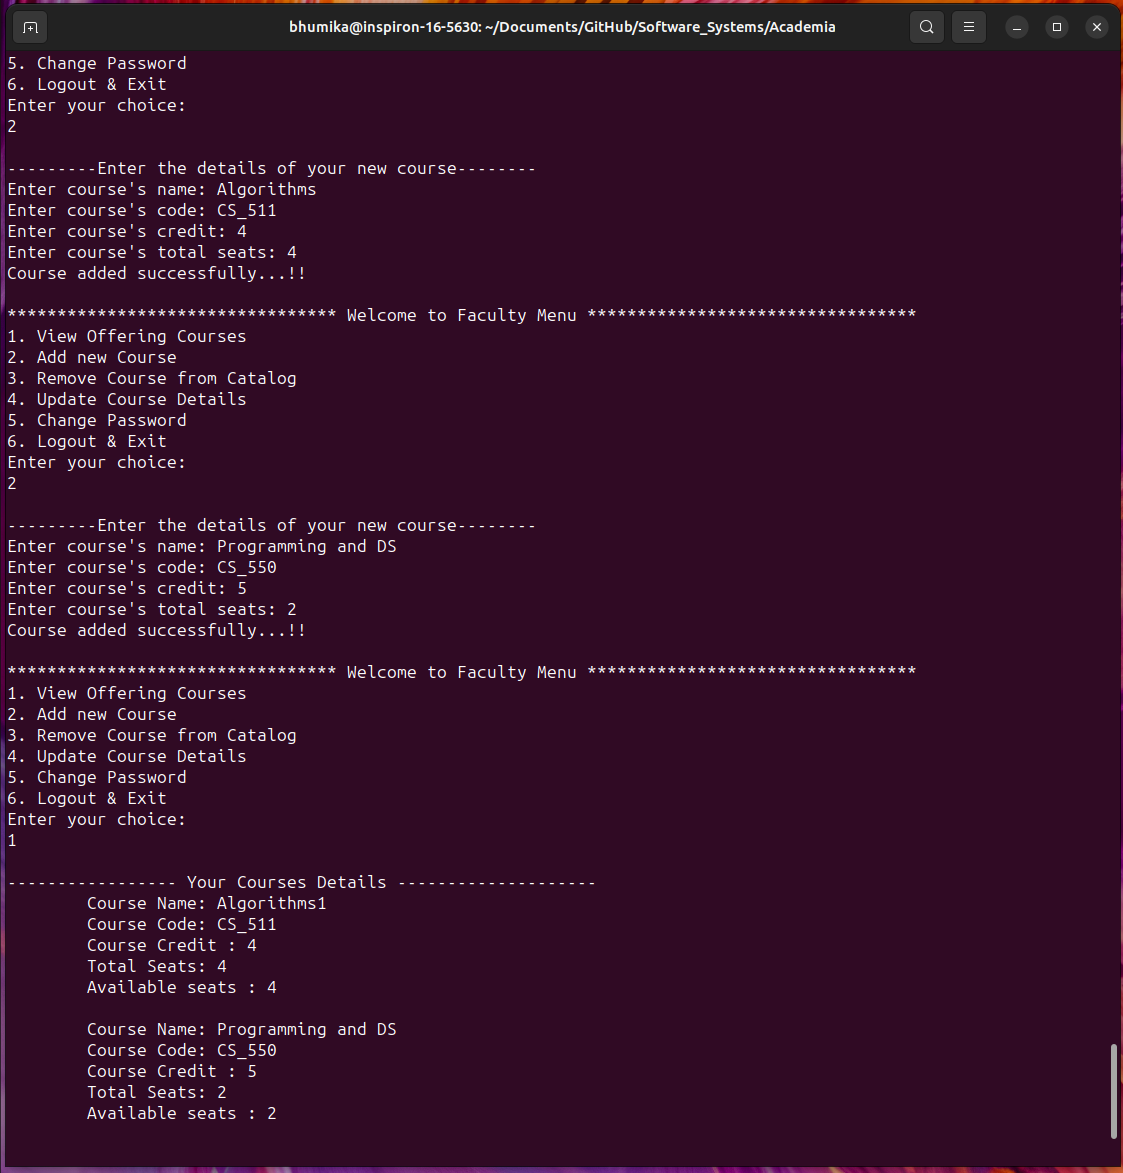 bhumika@inspiron-16-5630: ~/Documents/GitHub/Software_Systems/Academia
5. Change Password
6. Logout & Exit
Enter your choice:
2
---------Enter the details of your new course--------
Enter course's name: Algorithms
Enter course's code: CS_511
Enter course's credit: 4
Enter course's total seats: 4
Course added successfully...!!
********************************* Welcome to Faculty Menu *********************************
1. View Offering Courses
2. Add new Course
3. Remove Course from Catalog
4. Update Course Details
5. Change Password
6. Logout & Exit
Enter your choice:
2
---------Enter the details of your new course--------
Enter course's name: Programming and DS
Enter course's code: CS_550
Enter course's credit: 5
Enter course's total seats: 2
Course added successfully...!!
********************************* Welcome to Faculty Menu *********************************
1. View Offering Courses
2. Add new Course
3. Remove Course from Catalog
4. Update Course Details
5. Change Password
6. Logout & Exit
Enter your choice:
1
----------------- Your Courses Details --------------------
Course Name: Algorithms1
Course Code: CS_511
Course Credit : 4
Total Seats: 4
Available seats : 4
Course Name: Programming and DS
Course Code: CS_550
Course Credit : 5
Total Seats: 2
Available seats : 2